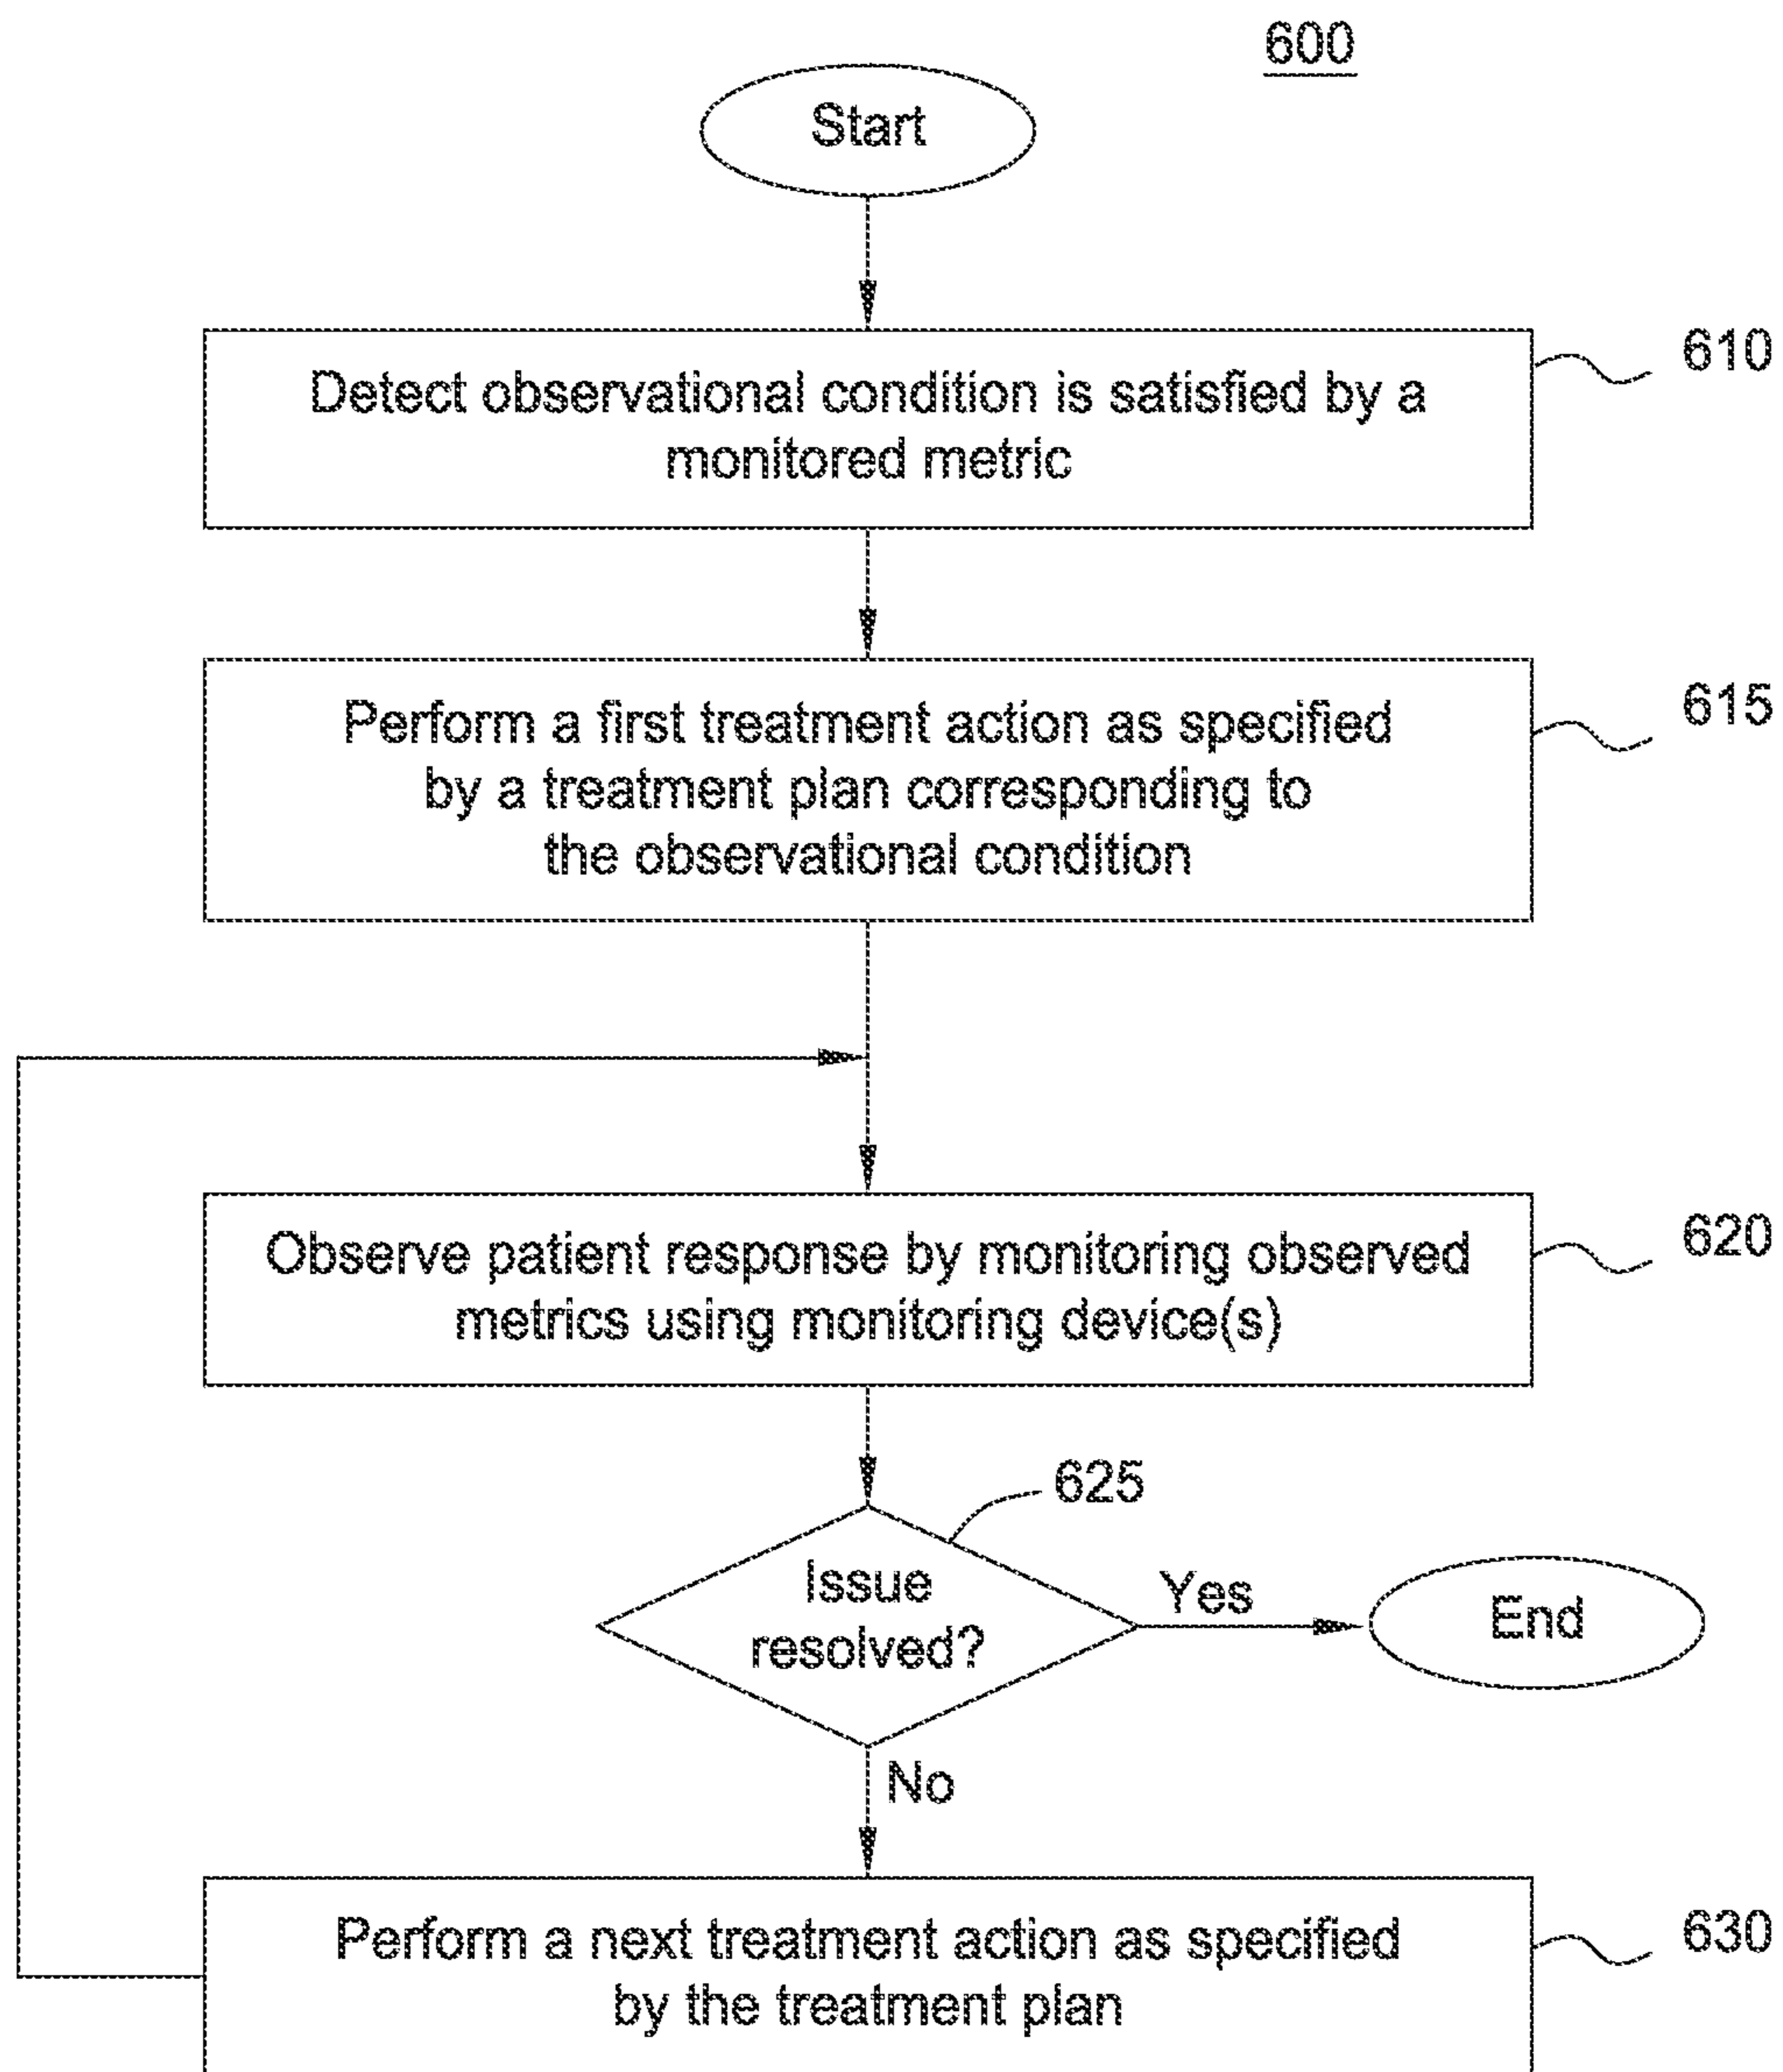 600
Start
610
Detect observational condition is satisfied by a
monitored metric
615
Perform a first treatment action as specified
by a treatment plan corresponding to
the observational condition
620
Observe patient response by monitoring observed
metrics using monitoring device(s)
625
Issue
resolved?
Yes
End
No
630
Perform a next treatment action as specified
by the treatment plan